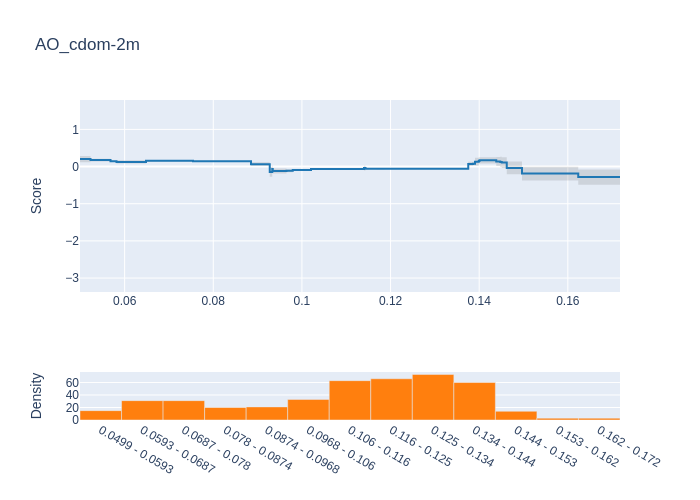 AO_cdom-2m
Score
1
0
−1
−2
−3
0.06 0.08 0.1 0.12 0.14 0.16
Density
60
40
20
0
0.0499 - 0.0593
0.0593 - 0.0687
0.0687 - 0.078
0.078 - 0.0874
0.0874 - 0.0968
0.0968 - 0.106
0.106 - 0.116
0.116 - 0.125
0.125 - 0.134
0.134 - 0.144
0.144 - 0.153
0.153 - 0.162
0.162 - 0.172